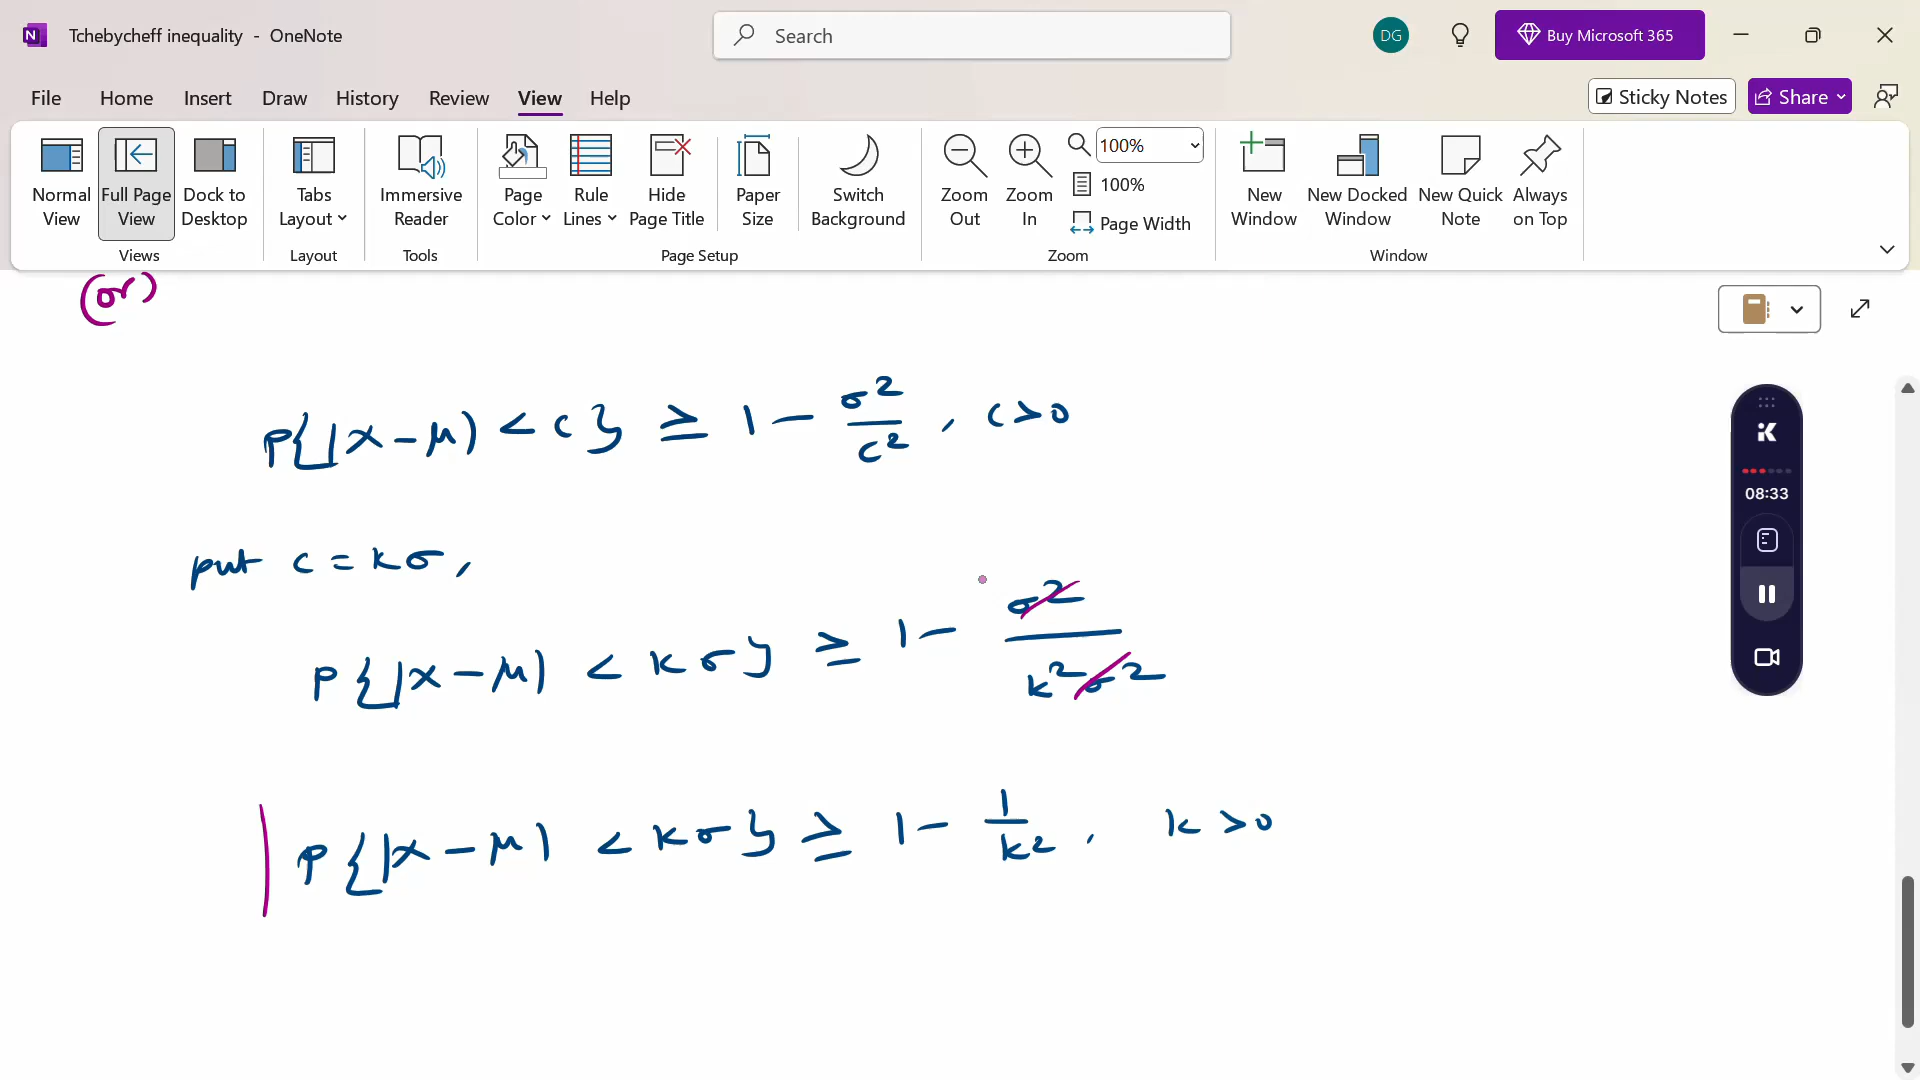 Tchebycheff inequality - OneNote
Search
DG
Buy Microsoft 365
File Home Insert Draw History Review View Help
Sticky Notes
Share
Normal View
Full Page View
Dock to Desktop
Tabs Layout
Immersive Reader
Page Color
Rule Lines
Hide Page Title
Paper Size
Switch Background
Zoom Out
Zoom In
100%
100%
Page Width
New Window
New Docked Window
New Quick Note
Always on Top
Views
Layout
Tools
Page Setup
Zoom
Window
(or)
P{|X-μ| < c} ≥ 1 - σ²/c², c>0
08:33
put c = kσ,
P{|X-μ| < kσ} ≥ 1 - σ²/k²σ²
P{|X-μ| < kσ} ≥ 1 - 1/k², k >0